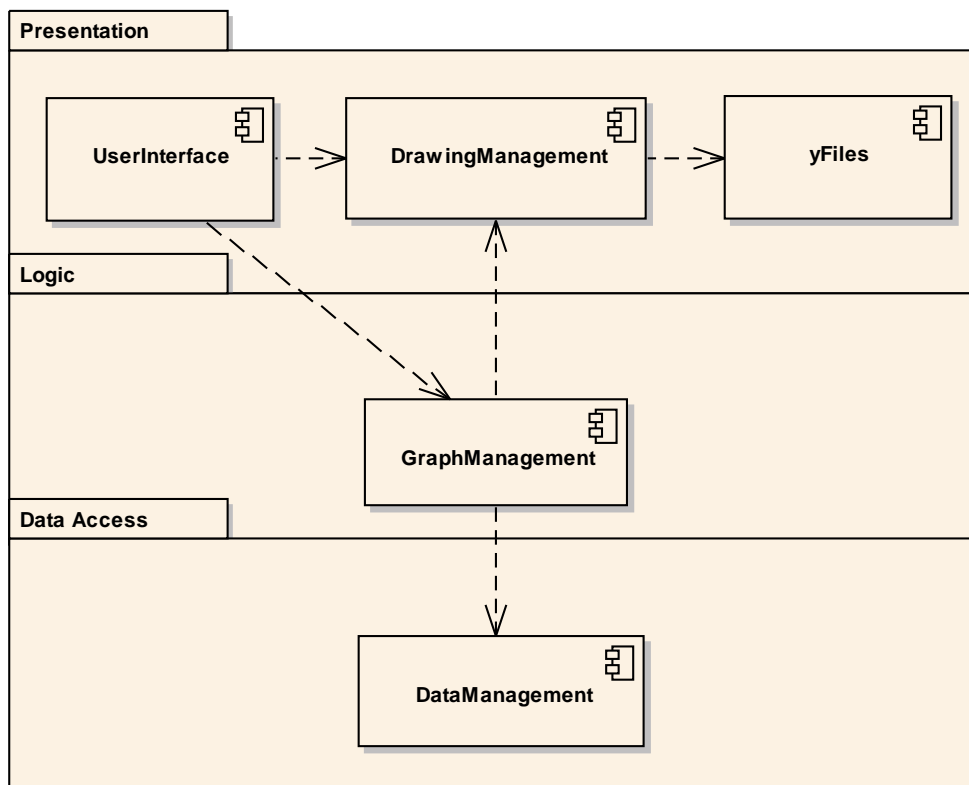 Presentation
UserInterface
DrawingManagement
yFiles
Logic
GraphManagement
Data Access
DataManagement